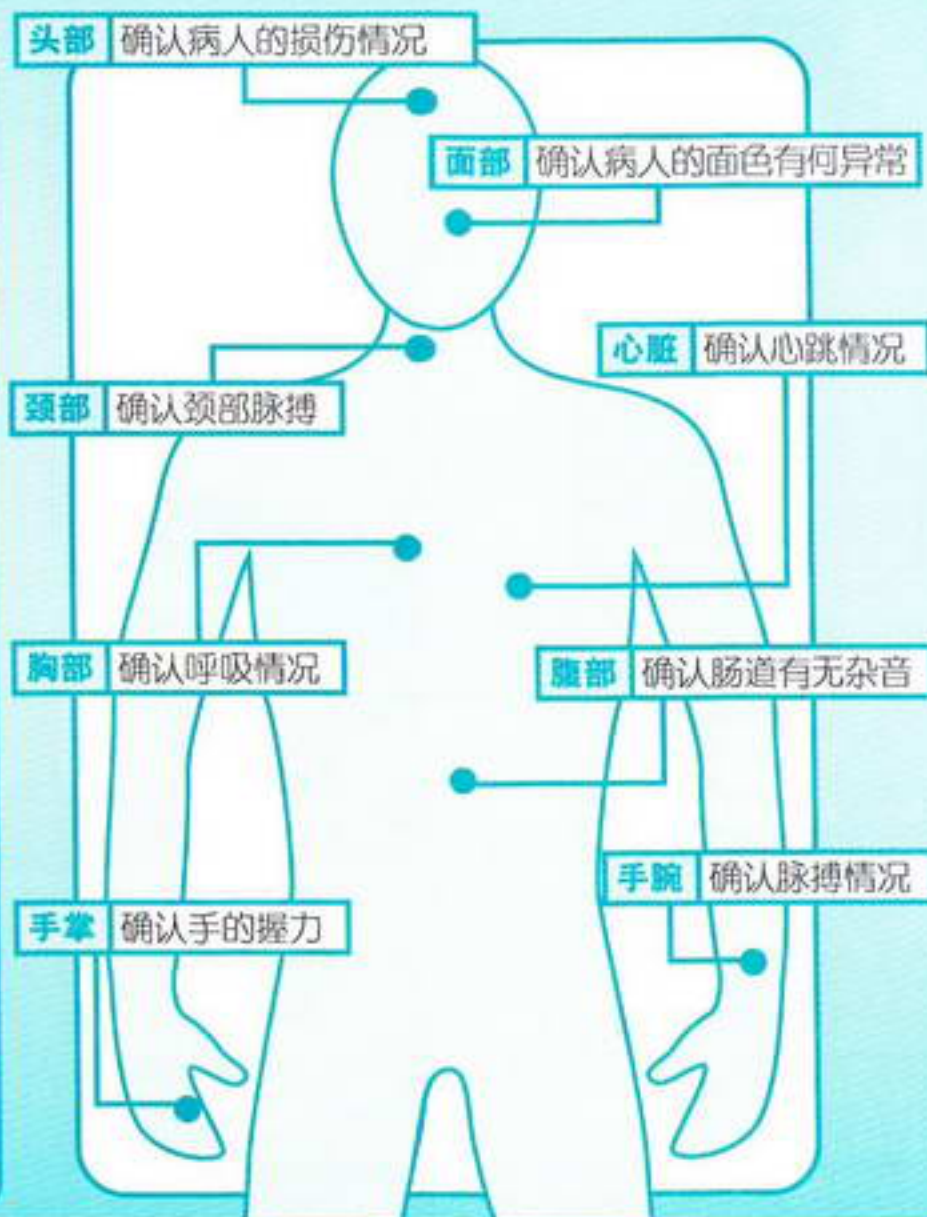 头部 确认病人的损伤情况
面部 确认病人的面色有何异常
心脏 确认心跳情况
颈部 确认颈部脉搏
胸部 确认呼吸情况
腹部 确认肠道有无杂音
手腕 确认脉搏情况
手掌 确认手的握力